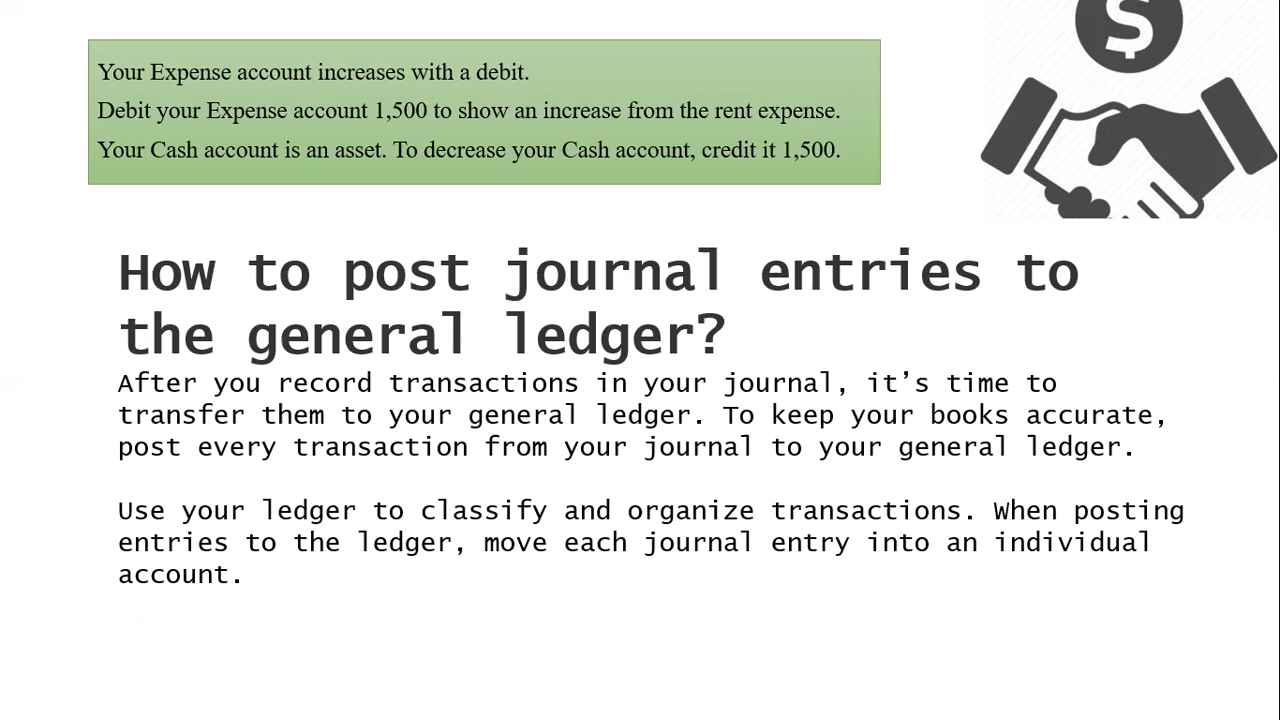 $
Your Expense account increases with a debit.
Debit your Expense account 1,500 to show an increase from the rent expense.
Your Cash account is an asset. To decrease your Cash account, credit it 1,500.
How to post journal entries to
the general ledger?
After you record transactions in your journal, it’s time to
transfer them to your general ledger. To keep your books accurate,
post every transaction from your journal to your general ledger.
Use your ledger to classify and organize transactions. When posting
entries to the ledger, move each journal entry into an individual
account.